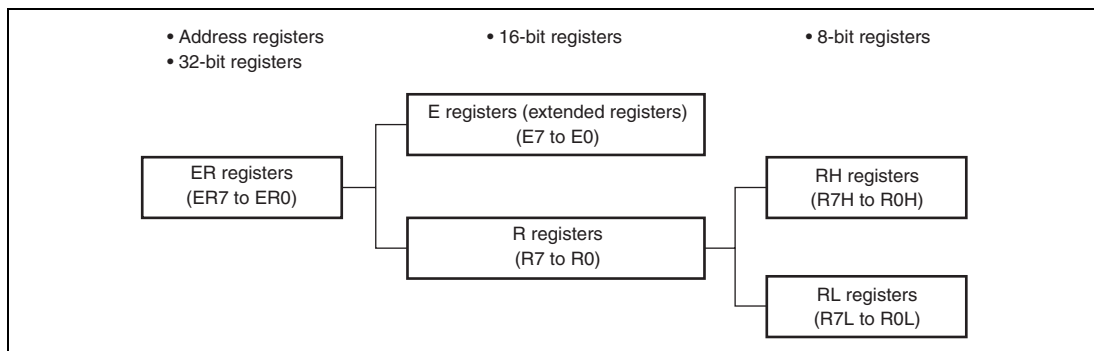 • Address registers
• 32-bit registers
• 16-bit registers
• 8-bit registers
ER registers
(ER7 to ER0)
E registers (extended registers)
(E7 to E0)
R registers
(R7 to R0)
RH registers
(R7H to R0H)
RL registers
(R7L to R0L)